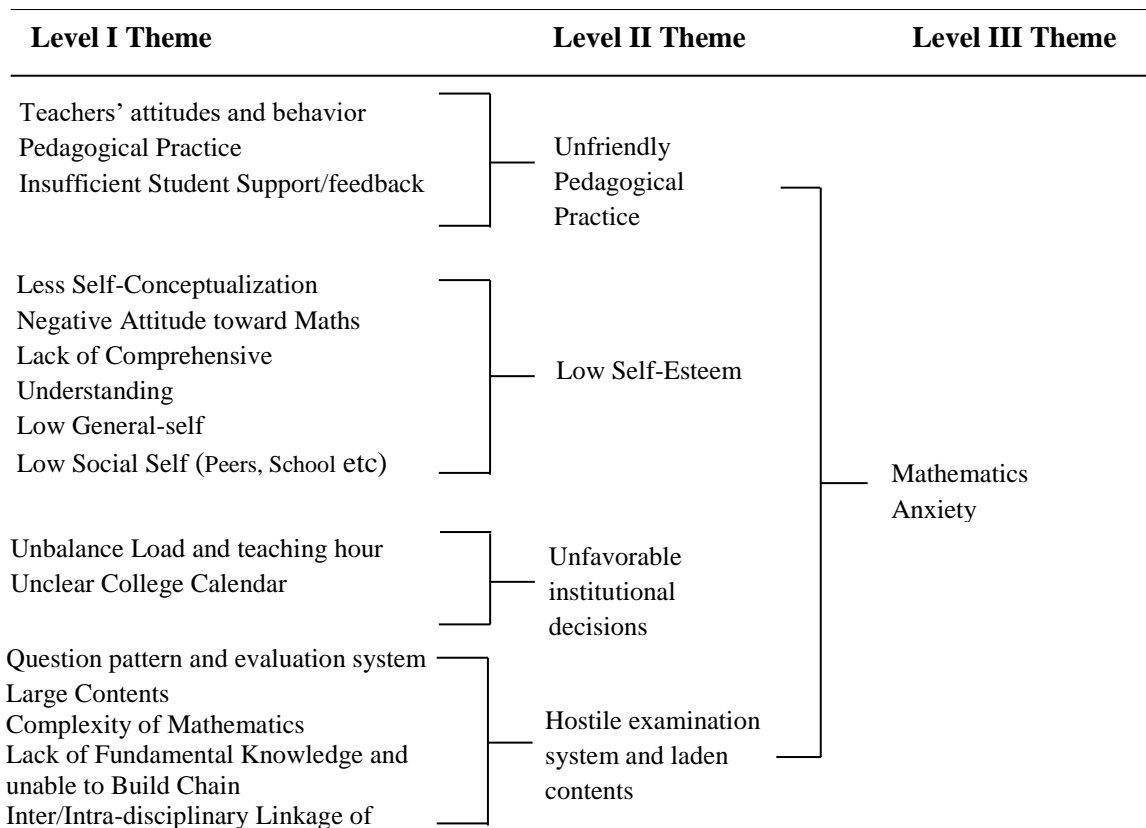 Level I Theme Level II Theme Level III Theme
Teachers’ attitudes and behavior
Pedagogical Practice
Insufficient Student Support/feedback
Unfriendly
Pedagogical
Practice
Less Self-Conceptualization
Negative Attitude toward Maths
Lack of Comprehensive
Understanding
Low General-self
Low Social Self (Peers, School etc)
Low Self-Esteem
Unbalance Load and teaching hour
Unclear College Calendar
Unfavorable
institutional
decisions
Question pattern and evaluation system
Large Contents
Complexity of Mathematics
Lack of Fundamental Knowledge and
unable to Build Chain
Inter/Intra-disciplinary Linkage of
Hostile examination
system and laden
contents
Mathematics
Anxiety